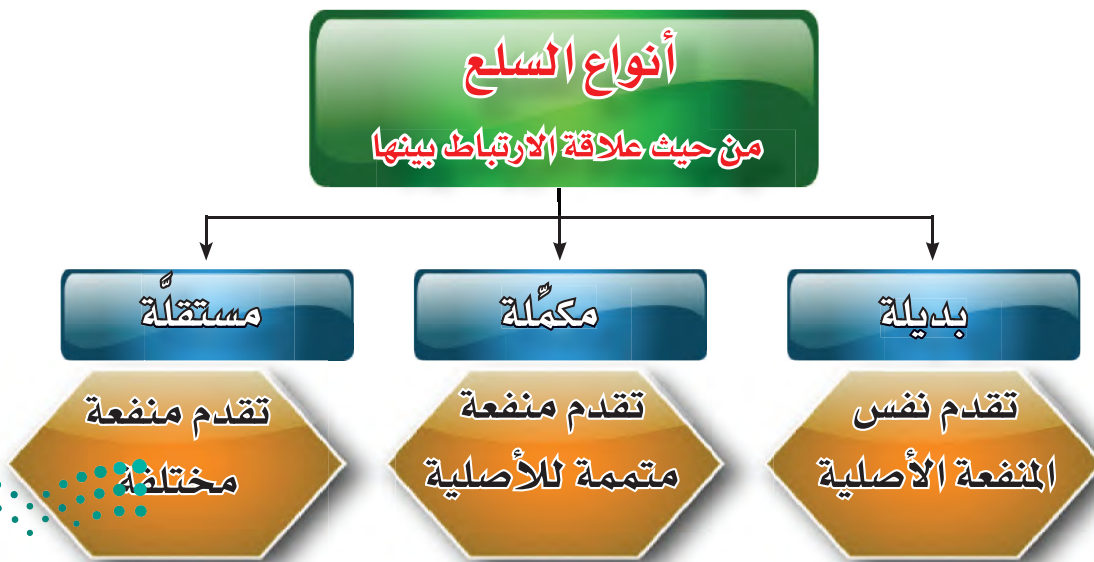 أنواع السلع
من حيث علاقة الارتباط بينها
بديلة
تقدم نفس
المنفعة الأصلية
مكمِّلة
تقدم منفعة
متممة للأصلية
مستقلَّة
تقدم منفعة
مختلفة